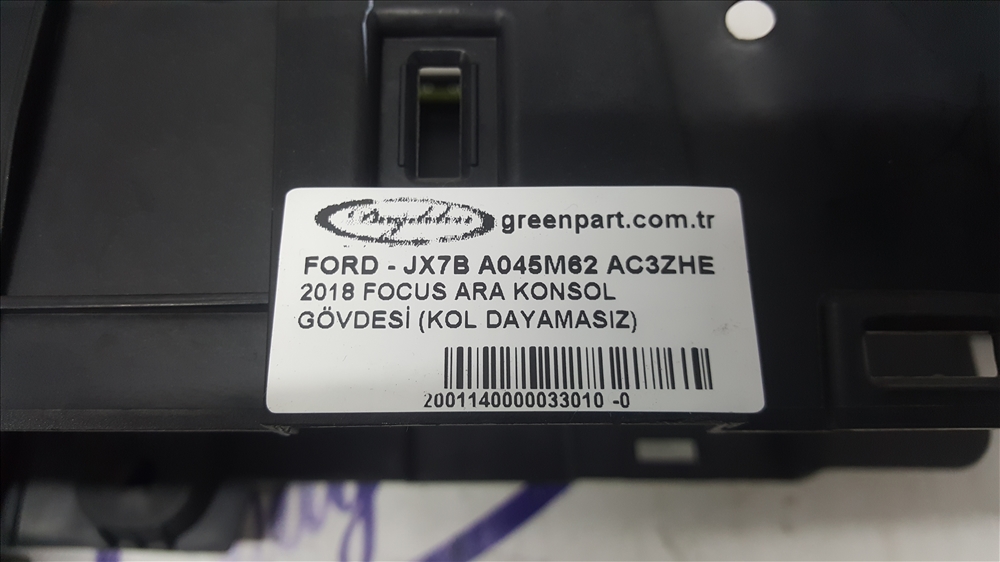 greenpart.com.tr
FORD - JX7B A045M62 AC3ZHE
2018 FOCUS ARA KONSOL
GÖVDESİ (KOL DAYAMASIZ)
2001140000033010 -0